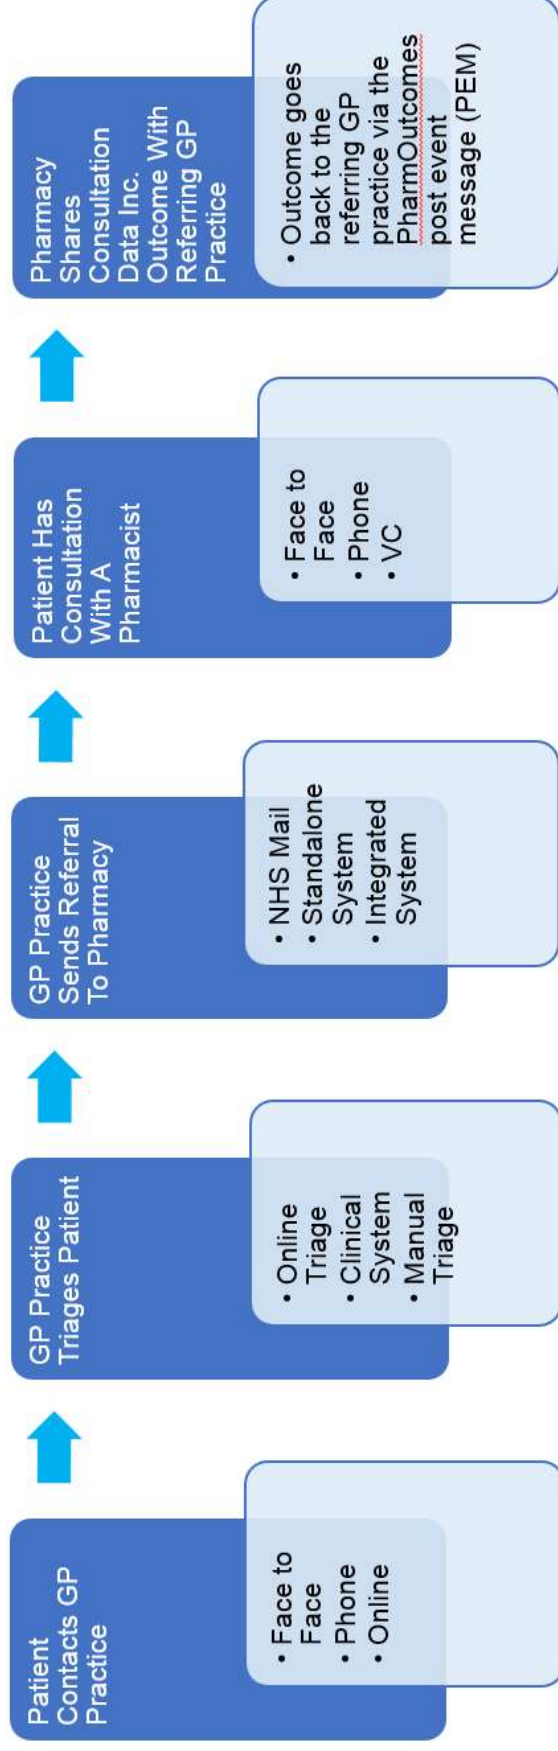 Patient
Contacts GP
Practice
• Face to
Face
• Phone
• Online
GP Practice
Triages Patient
• Online
Triage
• Clinical
System
• Manual
Triage
GP Practice
Sends Referral
To Pharmacy
• NHS Mail
• Standalone
System
• Integrated
System
Patient Has
Consultation
With A
Pharmacist
• Face to
Face
• Phone
• VC
Pharmacy
Shares
Consultation
Data Inc.
Outcome With
Referring GP
Practice
• Outcome goes
back to the
referring GP
practice via the
PharmOutcomes
post event
message (PEM)